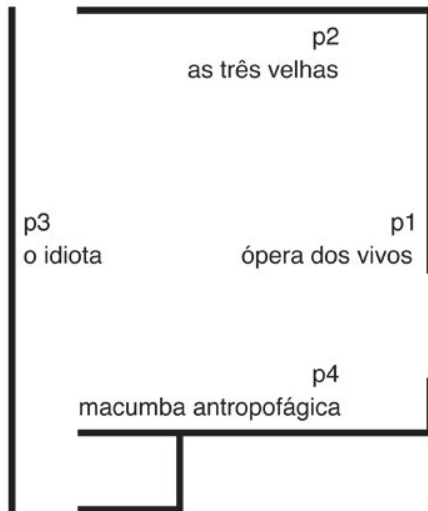 p2
as três velhas
p3
o idiota
p1
ópera dos vivos
p4
macumba antropofágica